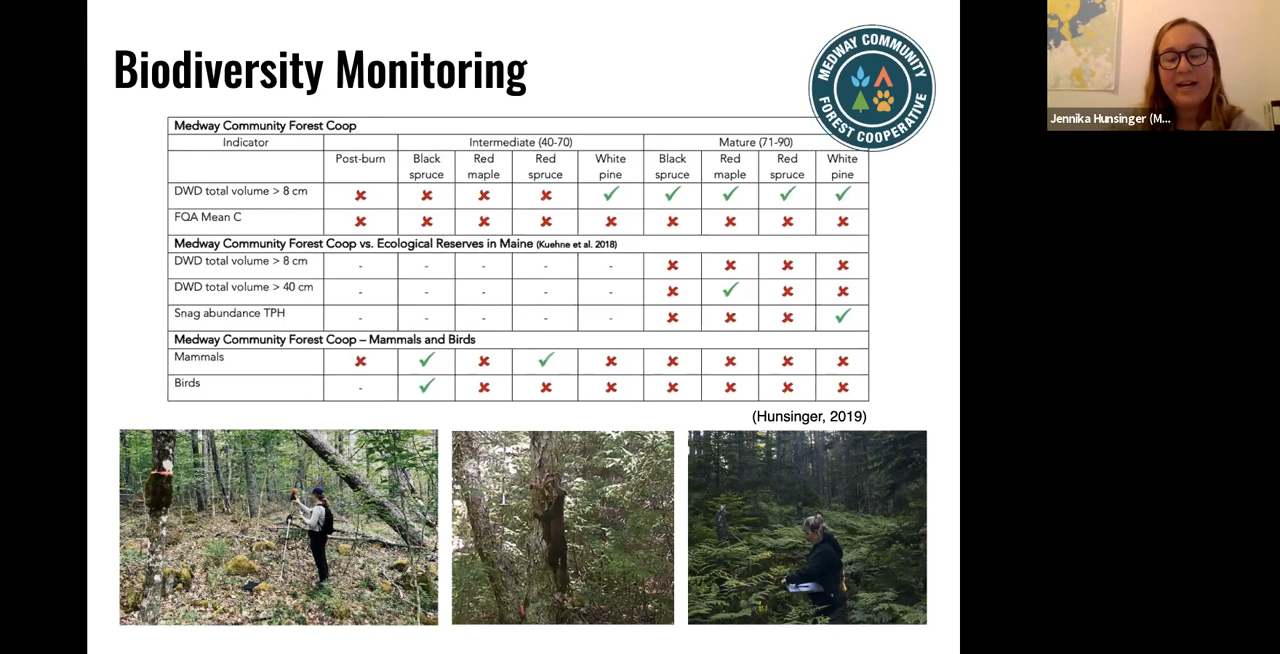 Biodiversity Monitoring
MEDWAY COMMUNITY
FOREST COOPERATIVE
Jennika Hunsinger (M...
Medway Community Forest Coop
Indicator Intermediate (40-70) Mature (71-90)
Post-burn Black spruce Red maple Red spruce White pine Black spruce Red maple Red spruce White pine
DWD total volume > 8 cm ✘ ✘ ✘ ✘ ✓ ✓ ✓ ✓ ✓
FQA Mean C ✘ ✘ ✘ ✘ ✘ ✘ ✘ ✘ ✘
Medway Community Forest Coop vs. Ecological Reserves in Maine (Kuehne et al. 2018)
DWD total volume > 8 cm - - - - - ✘ ✘ ✘ ✘
DWD total volume > 40 cm - - - - - ✘ ✓ ✘ ✘
Snag abundance TPH - - - - - ✘ ✘ ✘ ✓
Medway Community Forest Coop – Mammals and Birds
Mammals ✘ ✓ ✘ ✓ ✘ ✘ ✘ ✘ ✘
Birds - ✓ ✘ ✘ ✘ ✘ ✘ ✘ ✘
(Hunsinger, 2019)